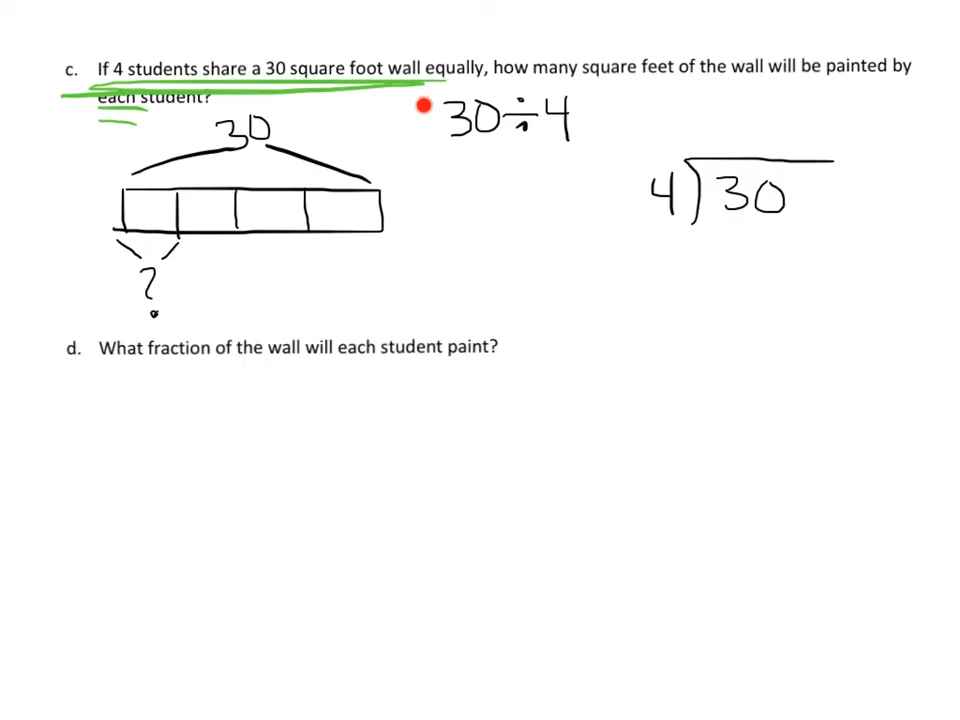 c. If 4 students share a 30 square foot wall equally, how many square feet of the wall will be painted by
each student?
30 ÷ 4
30
4) 30
?
d. What fraction of the wall will each student paint?